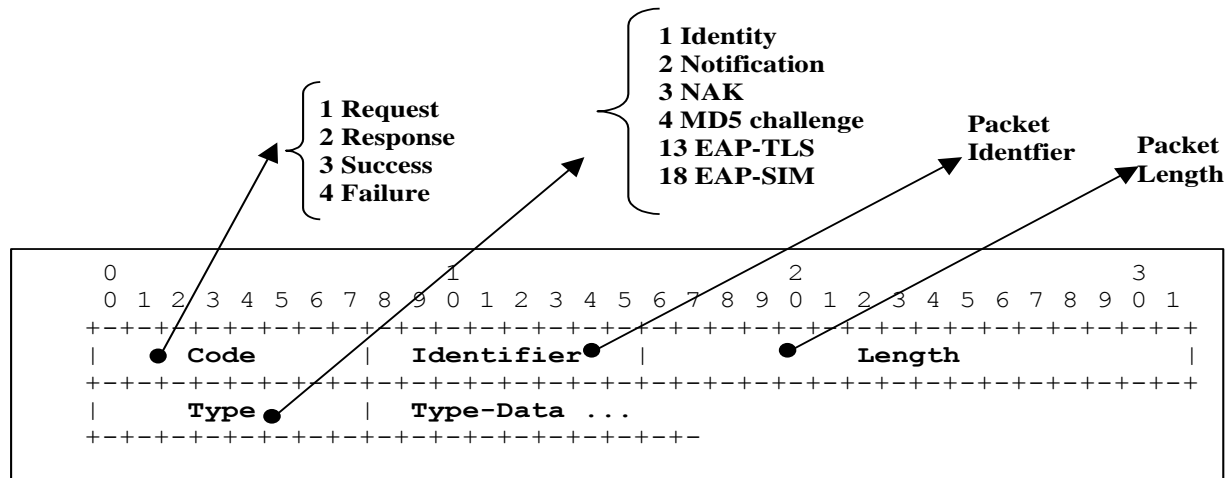 1 Identity
2 Notification
3 NAK
4 MD5 challenge
13 EAP-TLS
18 EAP-SIM
1 Request
2 Response
3 Success
4 Failure
Packet
Identfier
Packet
Length
0 1 2 3
0 1 2 3 4 5 6 7 8 9 0 1 2 3 4 5 6 7 8 9 0 1 2 3 4 5 6 7 8 9 0 1
+-+-+-+-+-+-+-+-+-+-+-+-+-+-+-+-+-+-+-+-+-+-+-+-+-+-+-+-+-+-+-+-+
| Code | Identifier | Length |
+-+-+-+-+-+-+-+-+-+-+-+-+-+-+-+-+-+-+-+-+-+-+-+-+-+-+-+-+-+-+-+-+
| Type | Type-Data ...
+-+-+-+-+-+-+-+-+-+-+-+-+-+-+-+-+-+-